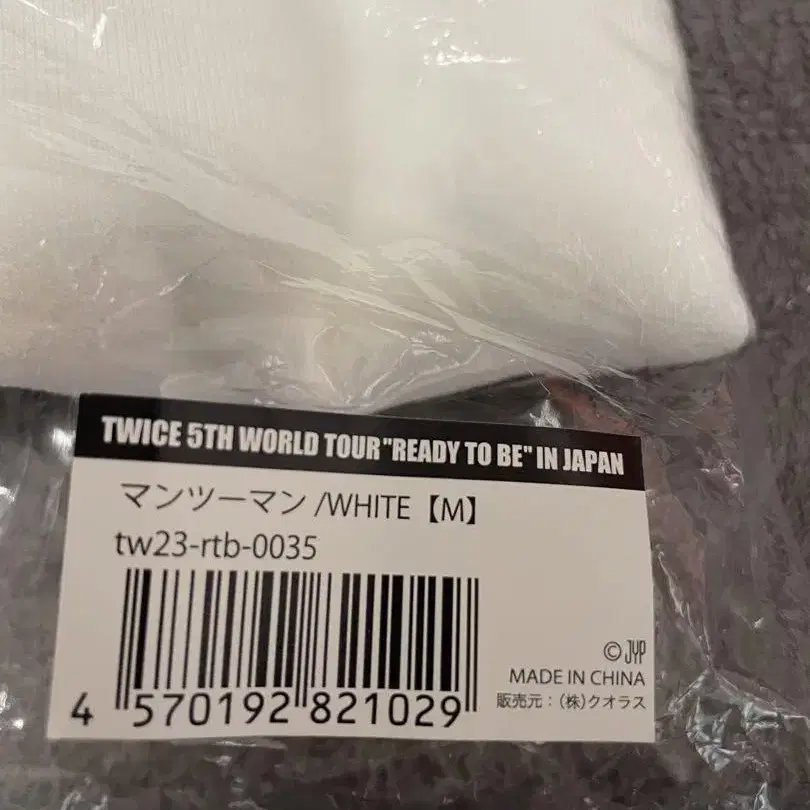 TWICE 5TH WORLD TOUR "READY TO BE" IN JAPAN
マンツーマン /WHITE【M】
tw23-rtb-0035
4 570192 821029
© JYP
MADE IN CHINA
販売元：(株)クオラス